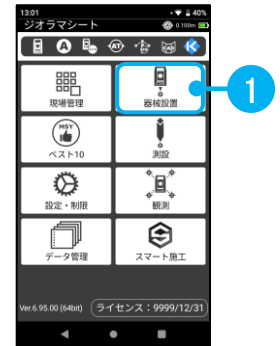 13:01
40%
ジオラマシート
0.100m
A
AT
CAD
現場管理
器械設置
1
MSY
ベスト10
測設
設定・制限
観測
データ管理
スマート施工
Ver.6.95.00 (64bit)
ライセンス：9999/12/31